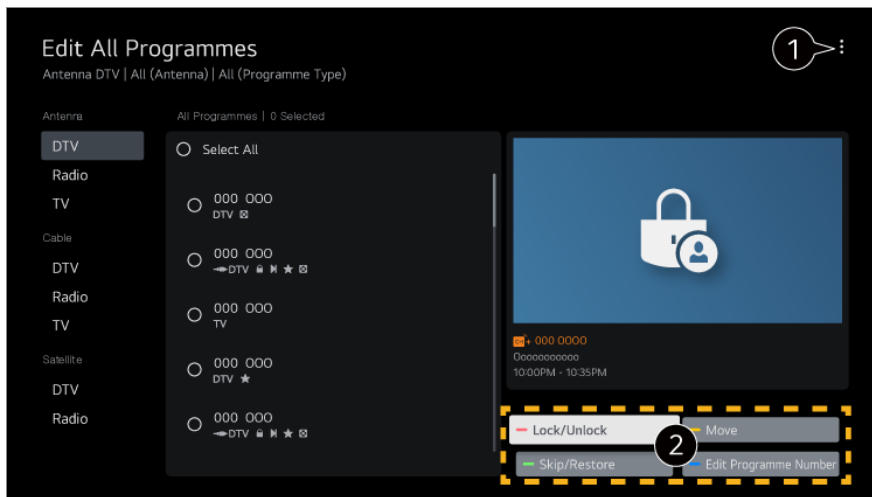 Edit All Programmes
Antenna DTV | All (Antenna) | All (Programme Type)
1
Antenna
DTV
Radio
TV
Cable
DTV
Radio
TV
Satellite
DTV
Radio
All Programmes | 0 Selected
Select All
000 000
DTV
000 000
DTV
000 000
TV
000 000
DTV
000 000
DTV
CH+ 000 0000
Ooooooooooo
10:00PM - 10:35PM
Lock/Unlock
Move
2
Skip/Restore
Edit Programme Number